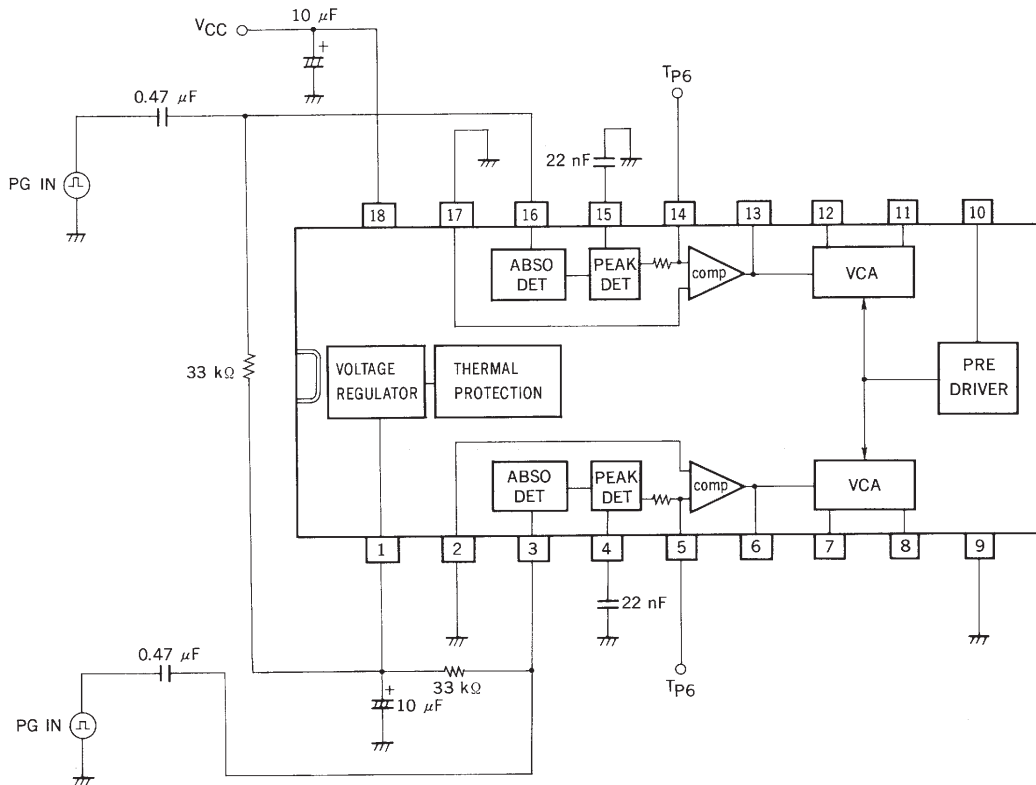 10 µF
VCC
+
TP6
0.47 µF
22 nF
PG IN
18
17
16
15
14
13
12
11
10
ABSO
DET
PEAK
DET
comp
VCA
33 kΩ
VOLTAGE
REGULATOR
THERMAL
PROTECTION
PRE
DRIVER
ABSO
DET
PEAK
DET
comp
VCA
1
2
3
4
5
6
7
8
9
22 nF
0.47 µF
33 kΩ
TP6
+
10 µF
PG IN